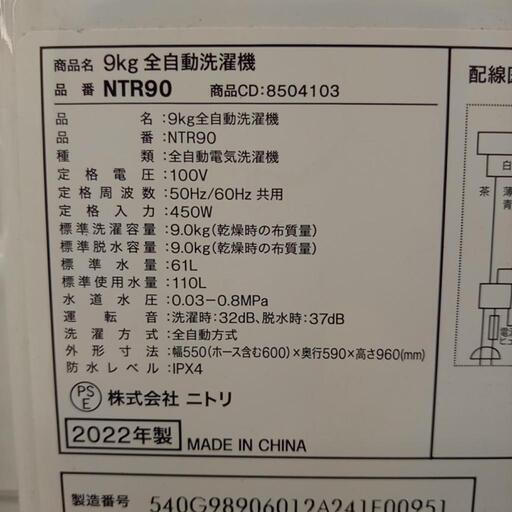 商品名 9kg 全自動洗濯機
品番 NTR90 商品CD:8504103
品名:9kg全自動洗濯機
品番:NTR90
種類:全自動電気洗濯機
定格電圧:100V
定格周波数:50Hz/60Hz 共用
定格入力:450W
標準洗濯容量:9.0kg(乾燥時の布質量)
標準脱水容量:9.0kg(乾燥時の布質量)
標準水量:61L
標準使用水量:110L
水道水圧:0.03-0.8MPa
運転音:洗濯時:32dB、脱水時:37dB
洗濯方式:全自動方式
外形寸法:幅550(ホース含む600)×奥行590×高さ960(mm)
防水レベル:IPX4
PSE 株式会社 ニトリ
2022年製 MADE IN CHINA
製造番号 540G98906012A241E00951
配線図
白
茶